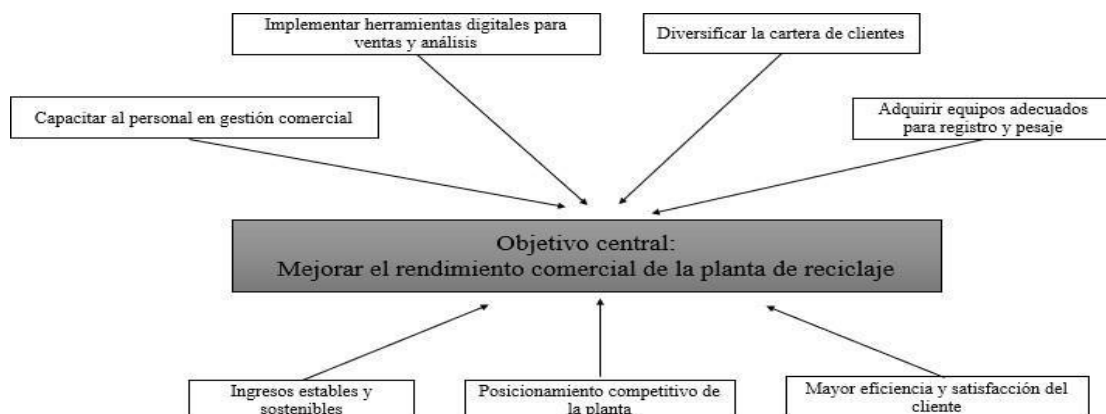 Implementar herramientas digitales para
ventas y análisis
Diversificar la cartera de clientes
Capacitar al personal en gestión comercial
Adquirir equipos adecuados
para registro y pesaje
Objetivo central:
Mejorar el rendimiento comercial de la planta de reciclaje
Ingresos estables y
sostenibles
Posicionamiento competitivo de
la planta
Mayor eficiencia y satisfacción del
cliente